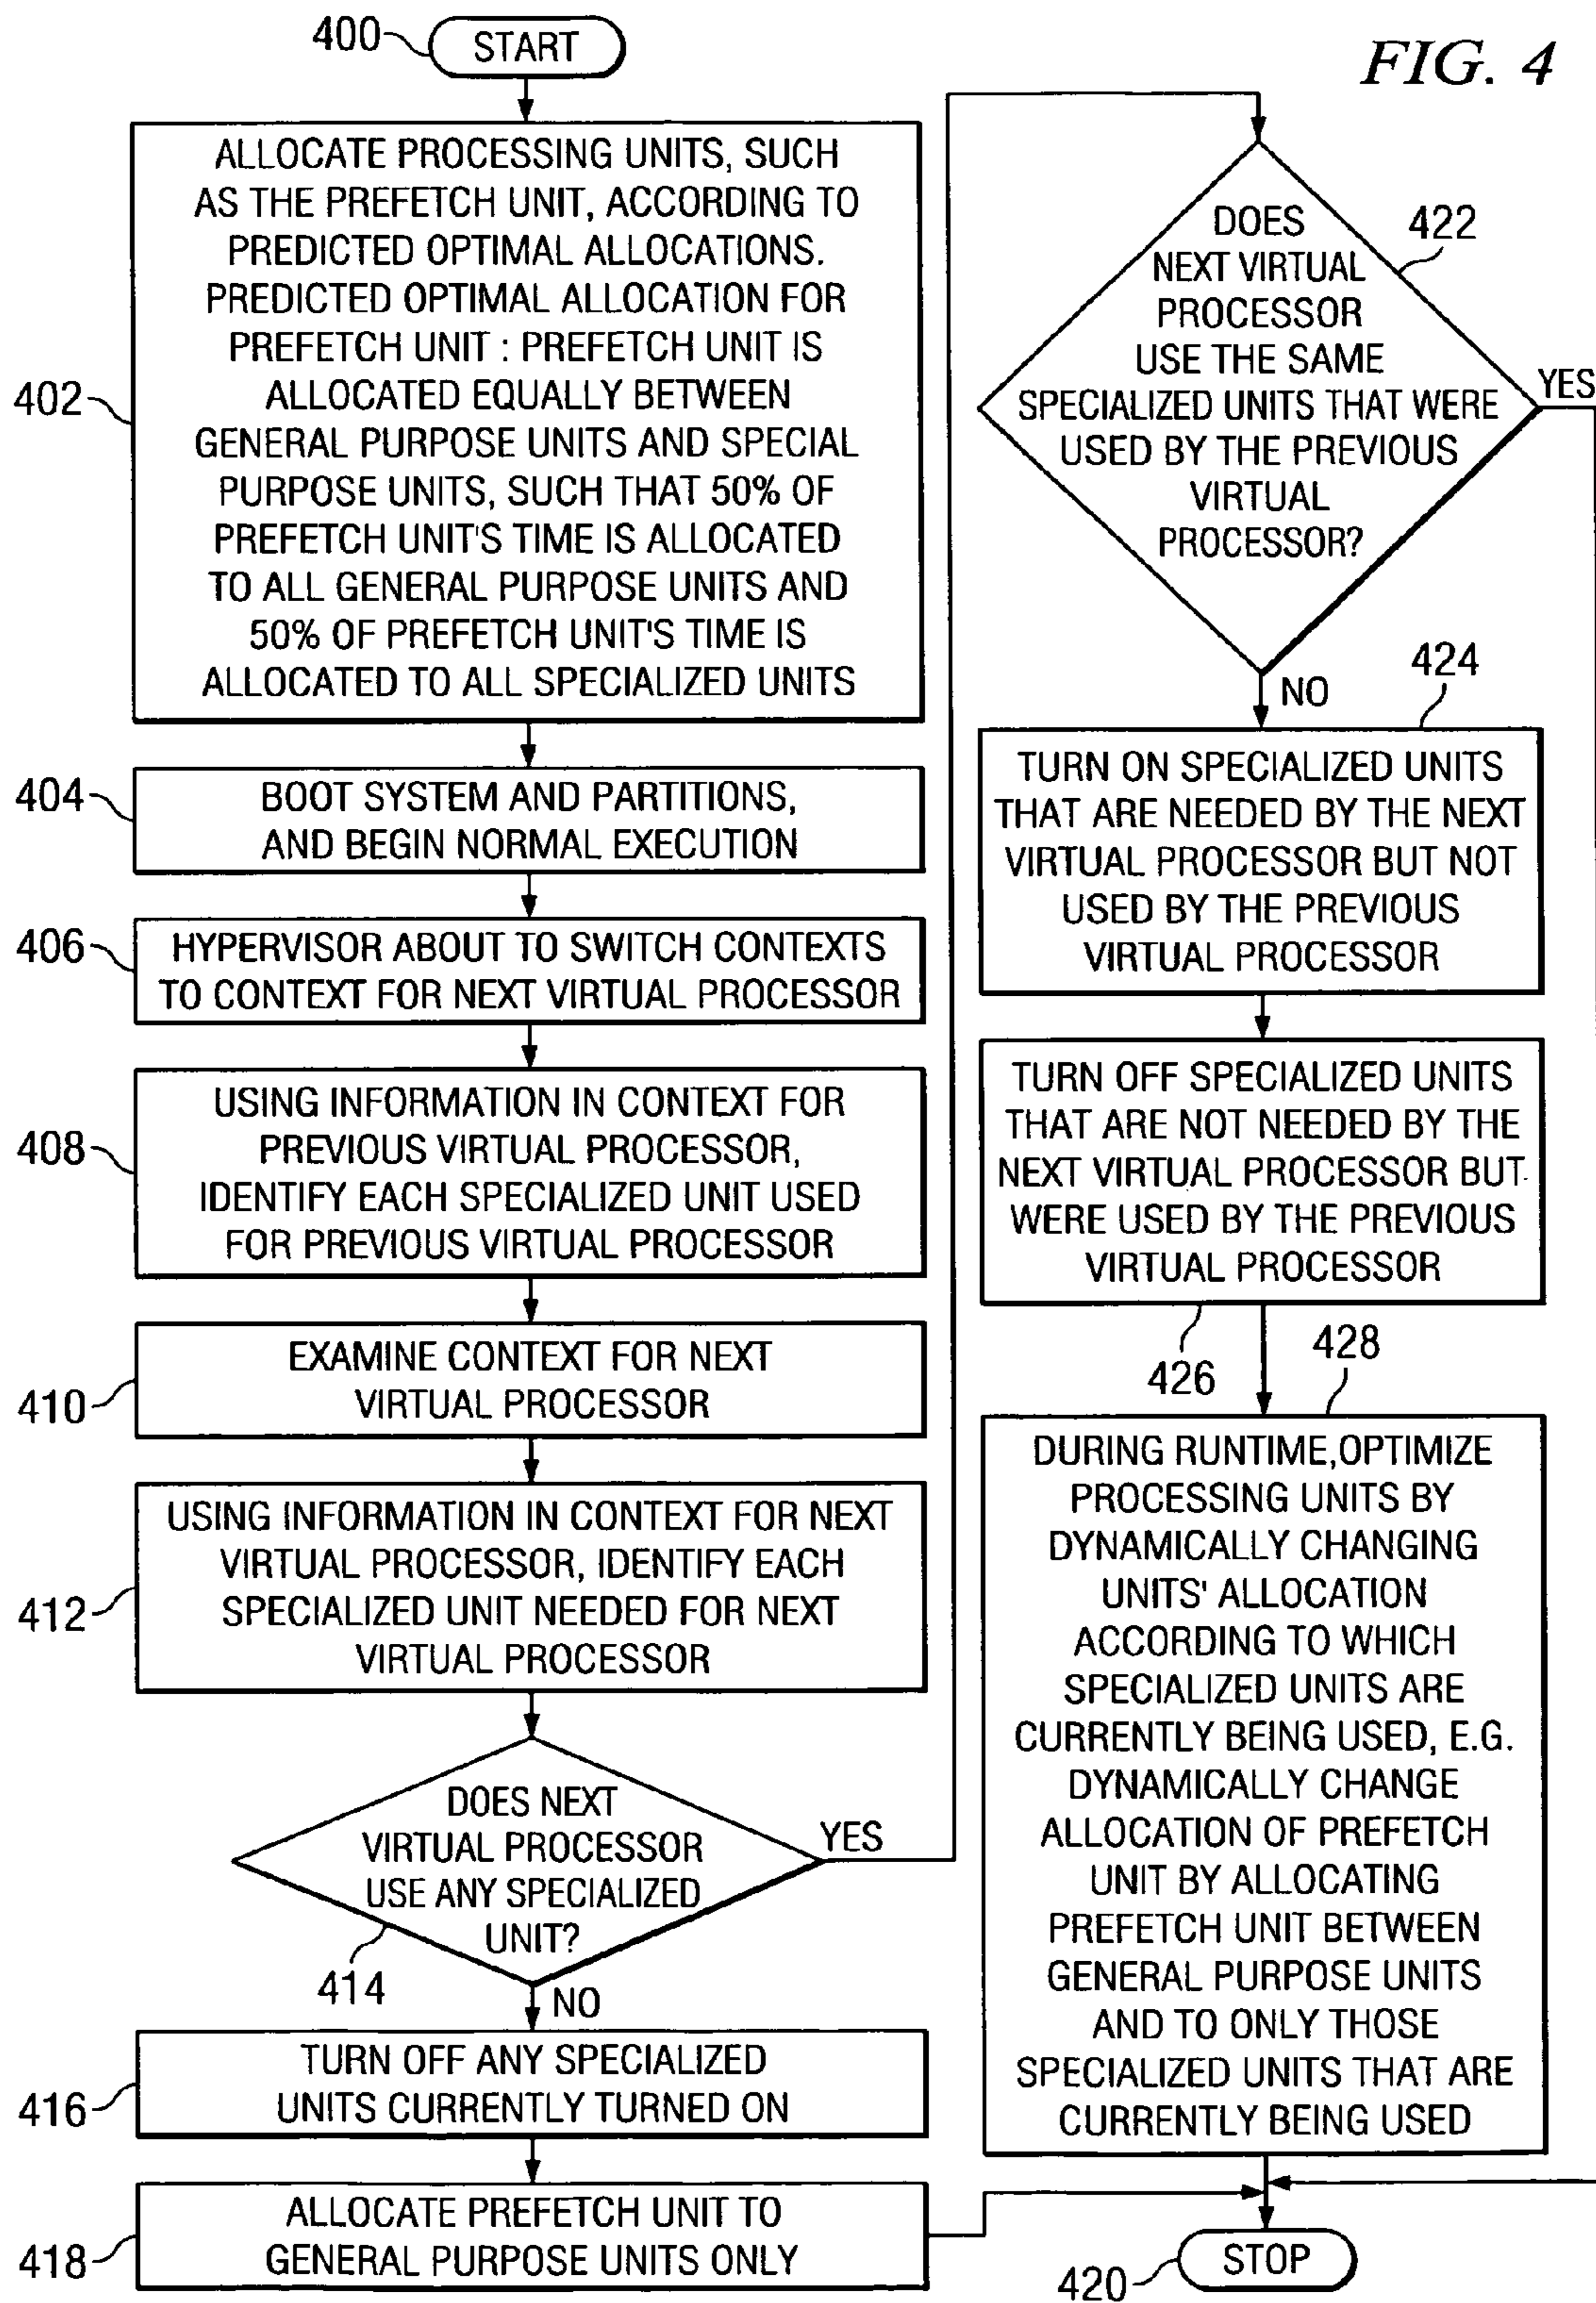 FIG. 4
400
START
402
ALLOCATE PROCESSING UNITS, SUCH
AS THE PREFETCH UNIT, ACCORDING TO
PREDICTED OPTIMAL ALLOCATIONS.
PREDICTED OPTIMAL ALLOCATION FOR
PREFETCH UNIT : PREFETCH UNIT IS
ALLOCATED EQUALLY BETWEEN
GENERAL PURPOSE UNITS AND SPECIAL
PURPOSE UNITS, SUCH THAT 50% OF
PREFETCH UNIT'S TIME IS ALLOCATED
TO ALL GENERAL PURPOSE UNITS AND
50% OF PREFETCH UNIT'S TIME IS
ALLOCATED TO ALL SPECIALIZED UNITS
404
BOOT SYSTEM AND PARTITIONS,
AND BEGIN NORMAL EXECUTION
406
HYPERVISOR ABOUT TO SWITCH CONTEXTS
TO CONTEXT FOR NEXT VIRTUAL PROCESSOR
408
USING INFORMATION IN CONTEXT FOR
PREVIOUS VIRTUAL PROCESSOR,
IDENTIFY EACH SPECIALIZED UNIT USED
FOR PREVIOUS VIRTUAL PROCESSOR
410
EXAMINE CONTEXT FOR NEXT
VIRTUAL PROCESSOR
412
USING INFORMATION IN CONTEXT FOR NEXT
VIRTUAL PROCESSOR, IDENTIFY EACH
SPECIALIZED UNIT NEEDED FOR NEXT
VIRTUAL PROCESSOR
DOES NEXT
VIRTUAL PROCESSOR
USE ANY SPECIALIZED
UNIT?
YES
414
NO
416
TURN OFF ANY SPECIALIZED
UNITS CURRENTLY TURNED ON
418
ALLOCATE PREFETCH UNIT TO
GENERAL PURPOSE UNITS ONLY
422
DOES
NEXT VIRTUAL
PROCESSOR
USE THE SAME
SPECIALIZED UNITS THAT WERE
USED BY THE PREVIOUS
VIRTUAL
PROCESSOR?
YES
NO
424
TURN ON SPECIALIZED UNITS
THAT ARE NEEDED BY THE NEXT
VIRTUAL PROCESSOR BUT NOT
USED BY THE PREVIOUS
VIRTUAL PROCESSOR
TURN OFF SPECIALIZED UNITS
THAT ARE NOT NEEDED BY THE
NEXT VIRTUAL PROCESSOR BUT
WERE USED BY THE PREVIOUS
VIRTUAL PROCESSOR
426
428
DURING RUNTIME,OPTIMIZE
PROCESSING UNITS BY
DYNAMICALLY CHANGING
UNITS' ALLOCATION
ACCORDING TO WHICH
SPECIALIZED UNITS ARE
CURRENTLY BEING USED, E.G.
DYNAMICALLY CHANGE
ALLOCATION OF PREFETCH
UNIT BY ALLOCATING
PREFETCH UNIT BETWEEN
GENERAL PURPOSE UNITS
AND TO ONLY THOSE
SPECIALIZED UNITS THAT ARE
CURRENTLY BEING USED
420
STOP